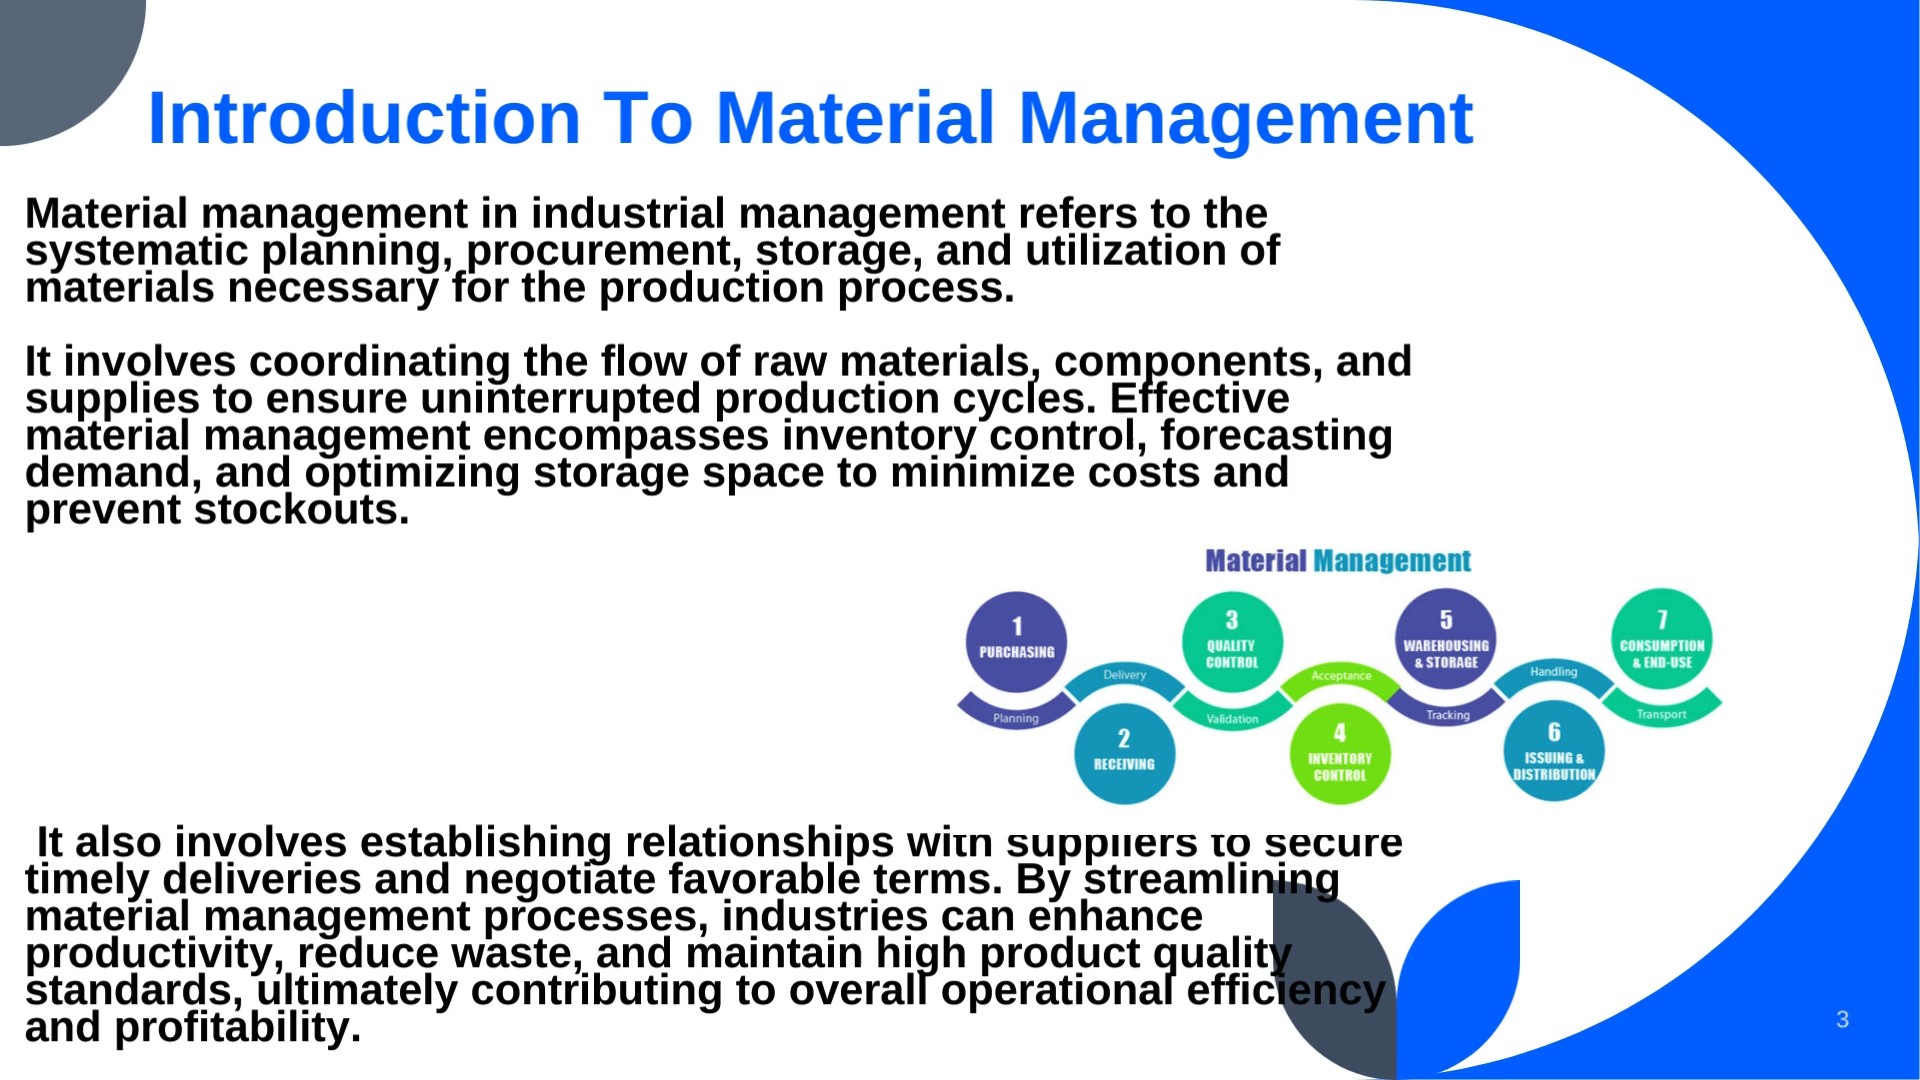 Introduction To Material Management
Material management in industrial management refers to the
systematic planning, procurement, storage, and utilization of
materials necessary for the production process.
It involves coordinating the flow of raw materials, components, and
supplies to ensure uninterrupted production cycles. Effective
material management encompasses inventory control, forecasting
demand, and optimizing storage space to minimize costs and
prevent stockouts.
Material Management
1
PURCHASING
Planning
Delivery
2
RECEIVING
3
QUALITY
CONTROL
Validation
Acceptance
4
INVENTORY
CONTROL
5
WAREHOUSING
& STORAGE
Tracking
Handling
6
ISSUING &
DISTRIBUTION
7
CONSUMPTION
& END-USE
Transport
It also involves establishing relationships with suppliers to secure
timely deliveries and negotiate favorable terms. By streamlining
material management processes, industries can enhance
productivity, reduce waste, and maintain high product quality
standards, ultimately contributing to overall operational efficiency
and profitability.
3